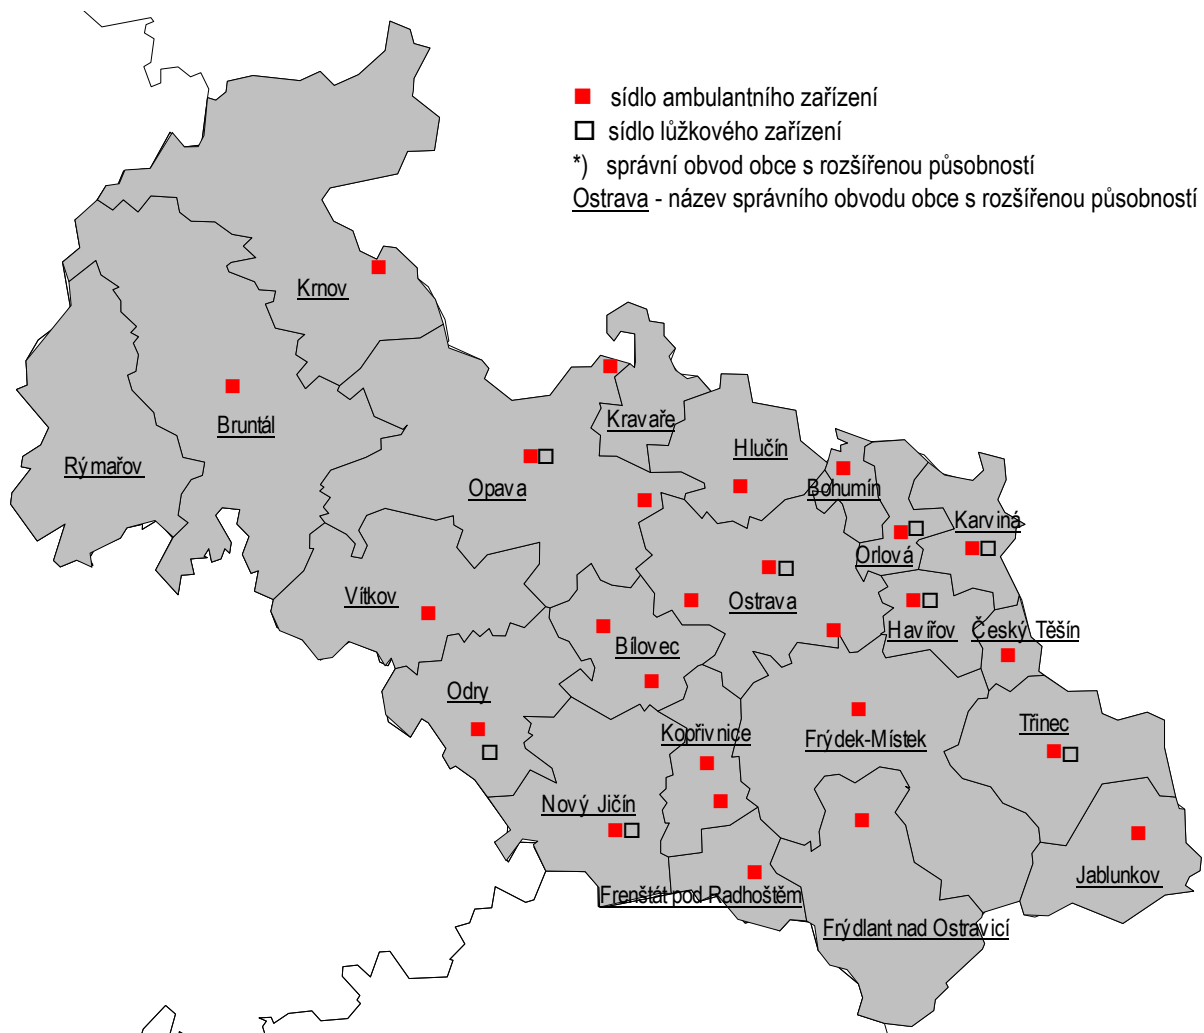 sídlo ambulantního zařízení
sídlo lůžkového zařízení
*) správní obvod obce s rozšířenou působností
Ostrava - název správního obvodu obce s rozšířenou působností
Krnov
Kravaře
Bruntál
Hlučín
Rýmařov
Opava
Bohumín
Karviná
Orlová
Vítkov
Ostrava
Havířov
Český Těšín
Bílovec
Odry
Kopřivnice
Frýdek-Místek
Třinec
Nový Jičín
Jablunkov
Frenštát pod Radhoštěm
Frýdlant nad Ostravicí